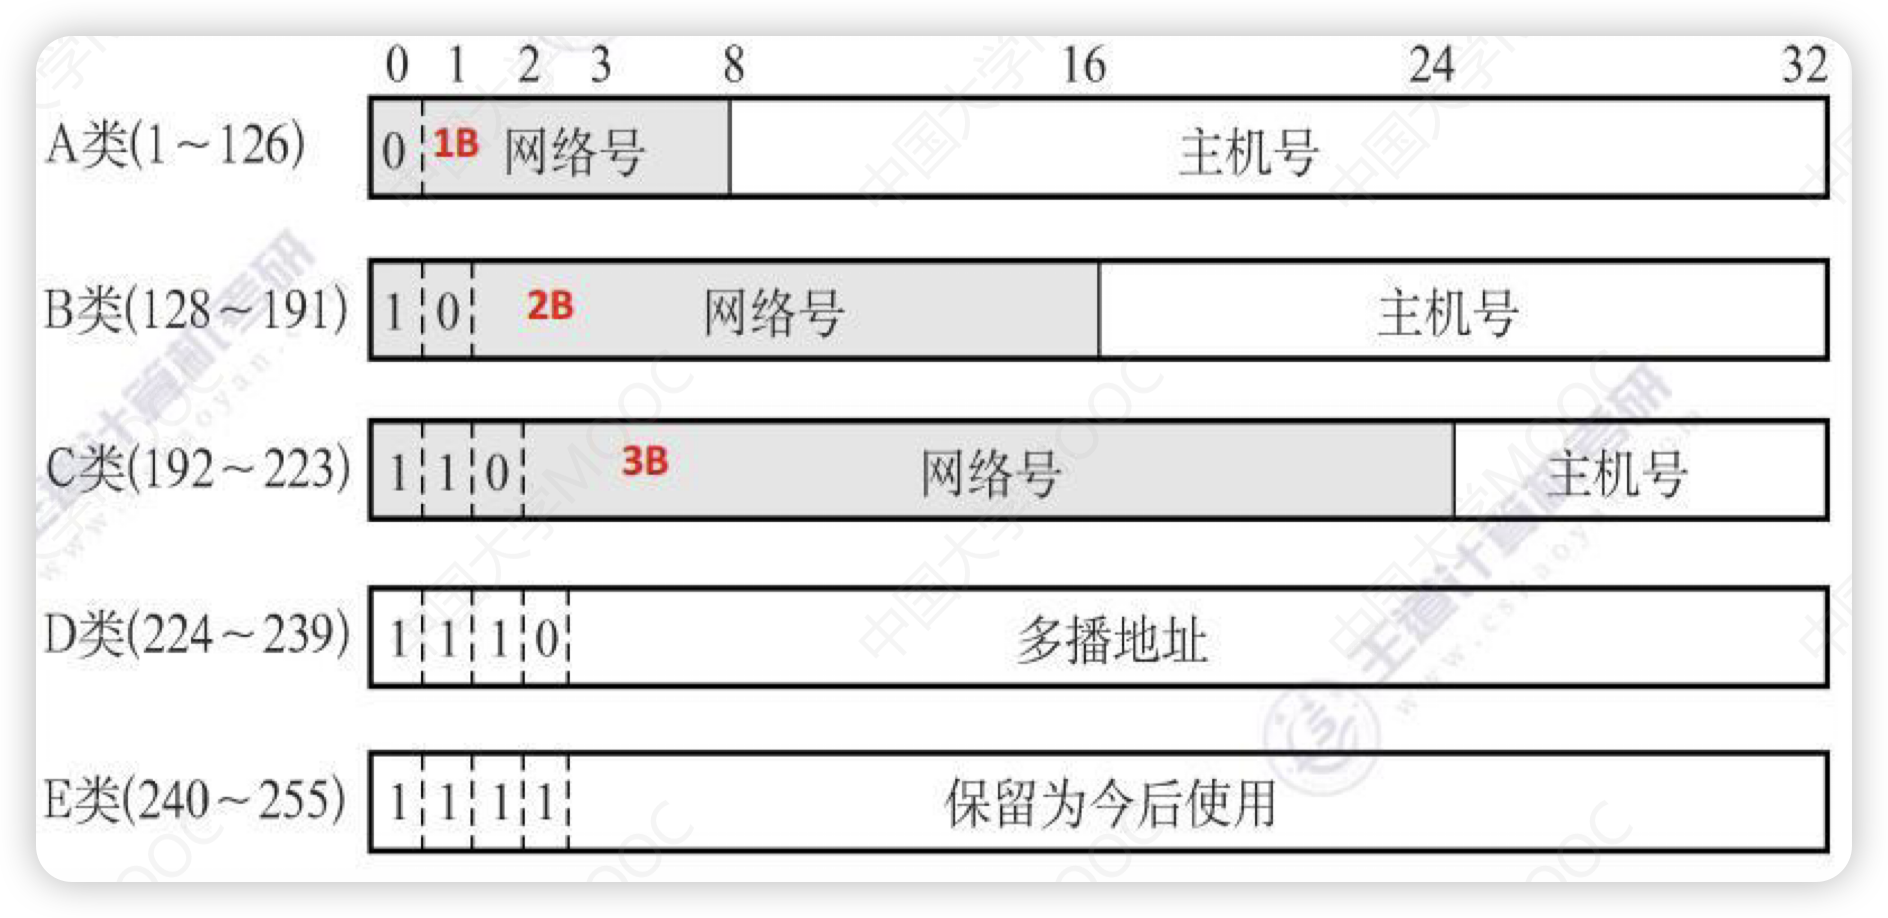 0 1 2 3 8 16 24 32
A类(1~126) 0 1B 网络号 主机号
B类(128~191) 1 0 2B 网络号 主机号
C类(192~223) 1 1 0 3B 网络号 主机号
D类(224~239) 1 1 1 0 多播地址
E类(240~255) 1 1 1 1 保留为今后使用
中国大学MOOC
王道计算机考研
www.cskaoyan.com